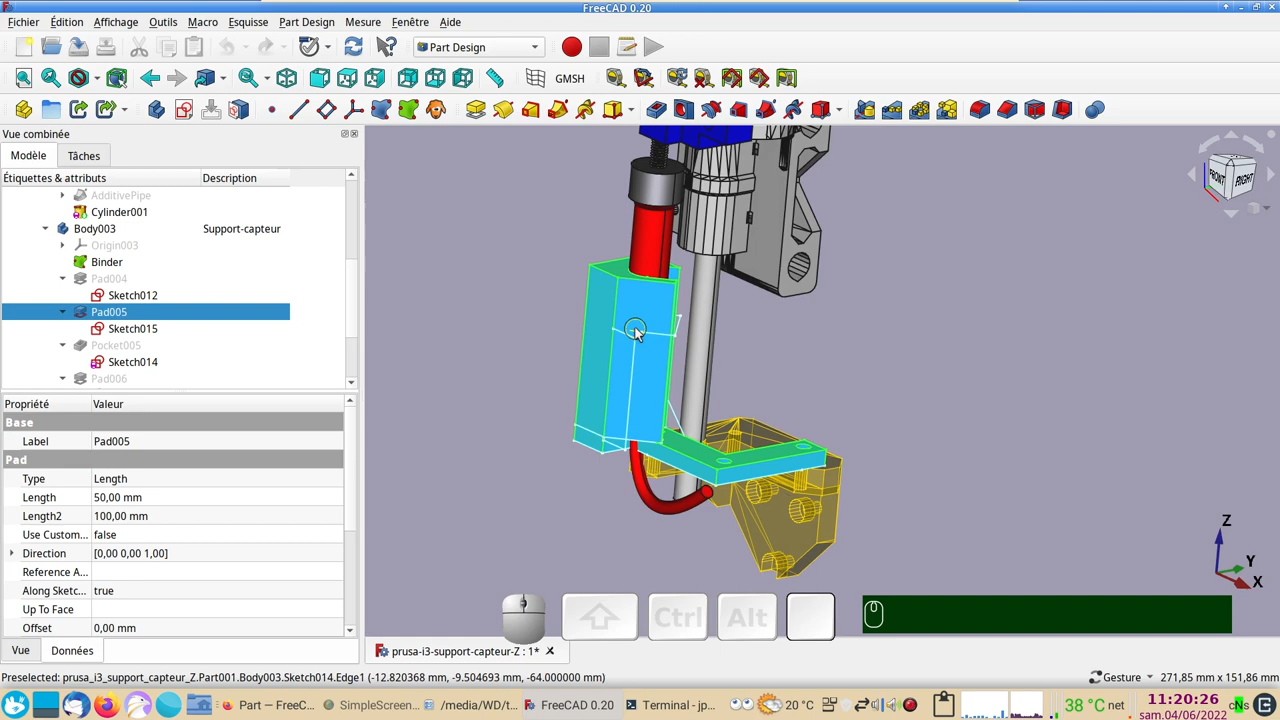 FreeCAD 0.20
Fichier Édition Affichage Outils Macro Esquisse Part Design Mesure Fenêtre Aide
Part Design
GMSH
Vue combinée
Modèle Tâches
Étiquettes & attributs Description
AdditivePipe
Cylinder001
Body003 Support-capteur
Origin003
Binder
Pad004
Sketch012
Pad005
Sketch015
Pocket005
Sketch014
Pad006
Propriété Valeur
Base
Label Pad005
Pad
Type Length
Length 50,00 mm
Length2 100,00 mm
Use Custom... false
Direction [0,00 0,00 1,00]
Reference A...
Along Sketc... true
Up To Face
Offset 0,00 mm
Vue Données
FRONT RIGHT
Z
Y
X
Ctrl Alt
prusa-i3-support-capteur-Z : 1*
Preselected: prusa_i3_support_capteur_Z.Part001.Body003.Sketch014.Edge1 (-12.820368 mm, -9.504693 mm, -64.000000 mm)
Gesture 271,85 mm x 151,86 mm
Part — FreeC... SimpleScreen... /media/WD/t... FreeCAD 0.20 Terminal - jp... 20 °C 38 °C net
11:20:26
sam.04/06/2022